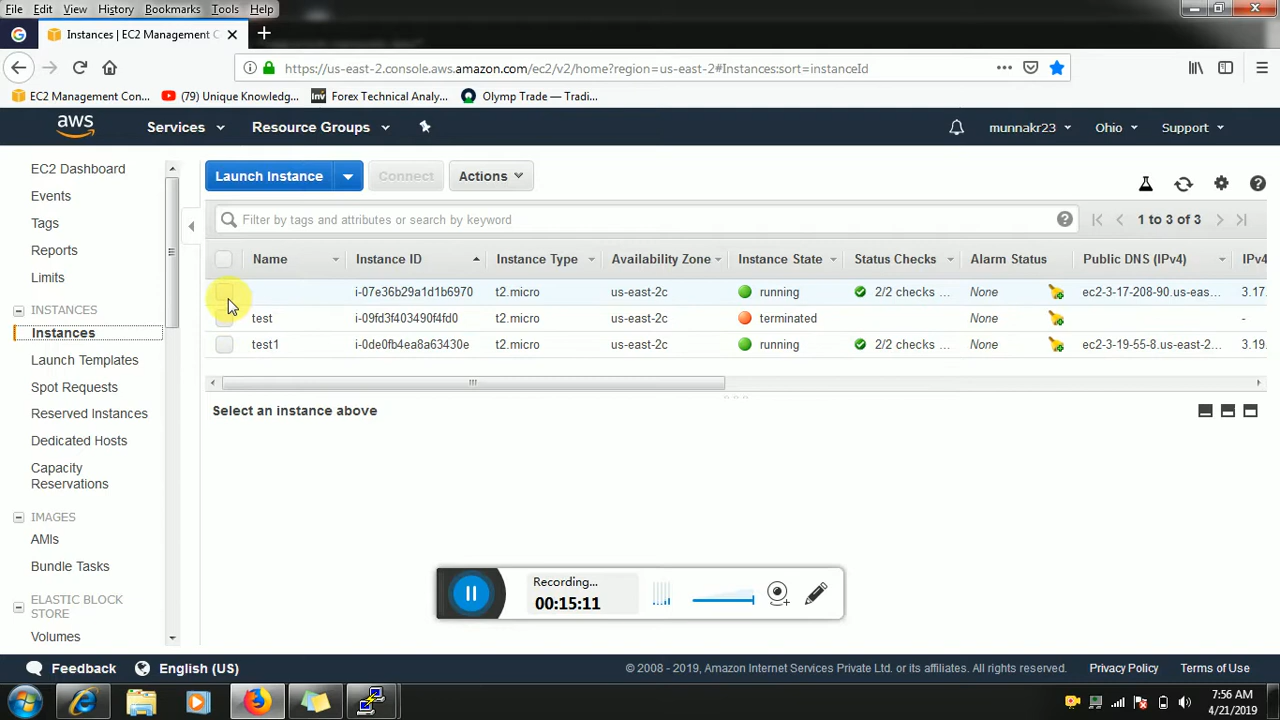 File Edit View History Bookmarks Tools Help
Instances | EC2 Management C
https://us-east-2.console.aws.amazon.com/ec2/v2/home?region=us-east-2#Instances:sort=instanceId
EC2 Management Con... (79) Unique Knowledg... Forex Technical Analy... Olymp Trade — Tradi...
aws Services Resource Groups munnakr23 Ohio Support
EC2 Dashboard
Events
Tags
Reports
Limits
INSTANCES
Instances
Launch Templates
Spot Requests
Reserved Instances
Dedicated Hosts
Capacity
Reservations
IMAGES
AMIs
Bundle Tasks
ELASTIC BLOCK
STORE
Volumes
Launch Instance Connect Actions
Filter by tags and attributes or search by keyword 1 to 3 of 3
Name Instance ID Instance Type Availability Zone Instance State Status Checks Alarm Status Public DNS (IPv4) IPv4
i-07e36b29a1d1b6970 t2.micro us-east-2c running 2/2 checks ... None ec2-3-17-208-90.us-eas... 3.17.
test i-09fd3f403490f4fd0 t2.micro us-east-2c terminated None -
test1 i-0de0fb4ea8a63430e t2.micro us-east-2c running 2/2 checks ... None ec2-3-19-55-8.us-east-2... 3.19.
Select an instance above
Recording...
00:15:11
Feedback English (US) © 2008 - 2019, Amazon Internet Services Private Ltd. or its affiliates. All rights reserved. Privacy Policy Terms of Use
7:56 AM
4/21/2019